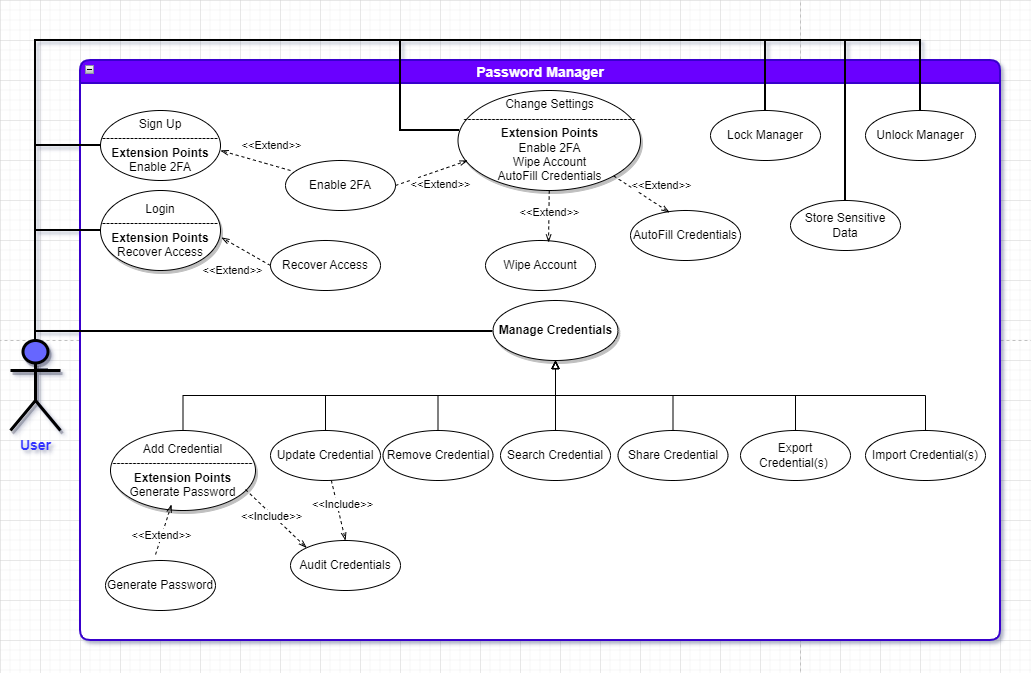 Password Manager
Sign Up
Extension Points
Enable 2FA
<<Extend>>
Enable 2FA
<<Extend>>
Change Settings
Extension Points
Enable 2FA
Wipe Account
AutoFill Credentials
<<Extend>>
<<Extend>>
Lock Manager
Unlock Manager
Login
Extension Points
Recover Access
<<Extend>>
Recover Access
Wipe Account
AutoFill Credentials
Store Sensitive
Data
Manage Credentials
User
Add Credential
Extension Points
Generate Password
Update Credential
Remove Credential
Search Credential
Share Credential
Export
Credential(s)
Import Credential(s)
<<Include>>
<<Include>>
<<Extend>>
Audit Credentials
Generate Password